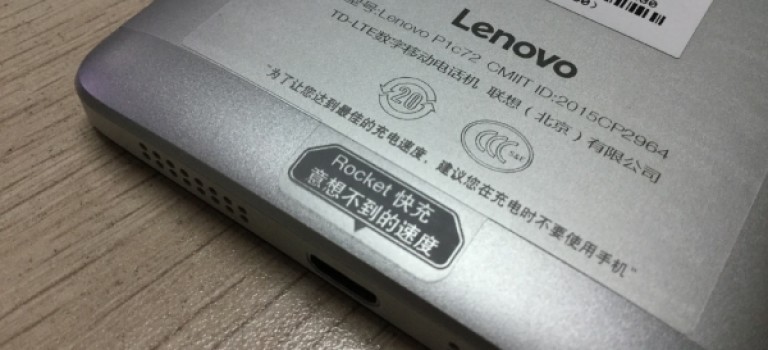 Lenovo
型号:Lenovo P1c72 CMIIT ID:2015CP2964
TD-LTE数字移动电话机 联想（北京）有限公司
20
CCC S&E
"为了让您达到最佳的充电速度，建议您在充电时不要使用手机"
Rocket 快充
意想不到的速度